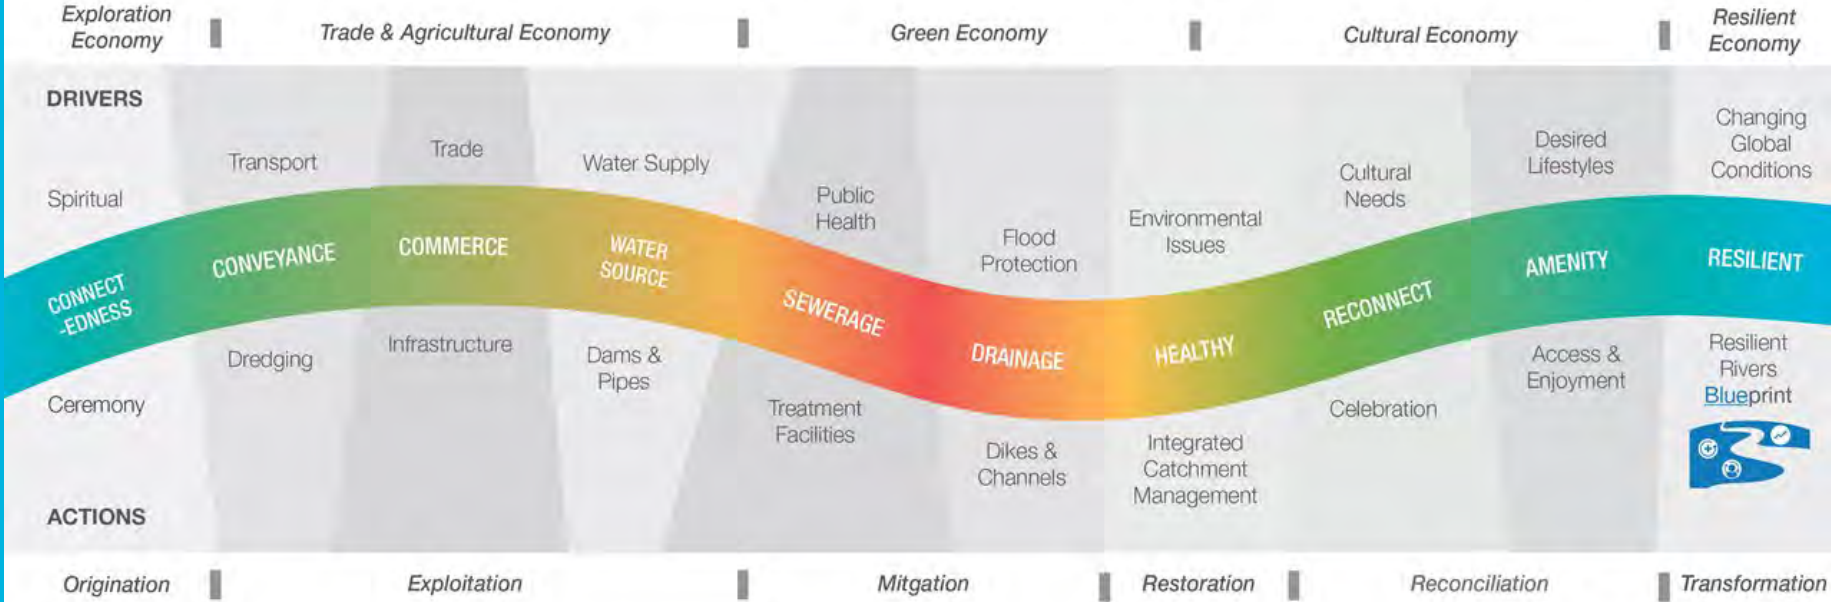 Exploration
Economy
Trade & Agricultural Economy
Green Economy
Cultural Economy
Resilient
Economy
DRIVERS
Spiritual
Transport
Trade
Water Supply
Public
Health
Flood
Protection
Environmental
Issues
Cultural
Needs
Desired
Lifestyles
Changing
Global
Conditions
CONNECT
-EDNESS
CONVEYANCE
COMMERCE
WATER
SOURCE
SEWERAGE
DRAINAGE
HEALTHY
RECONNECT
AMENITY
RESILIENT
Ceremony
Dredging
Infrastructure
Dams &
Pipes
Treatment
Facilities
Dikes &
Channels
Integrated
Catchment
Management
Celebration
Access &
Enjoyment
Resilient
Rivers
Blueprint
ACTIONS
Origination
Exploitation
Mitgation
Restoration
Reconciliation
Transformation